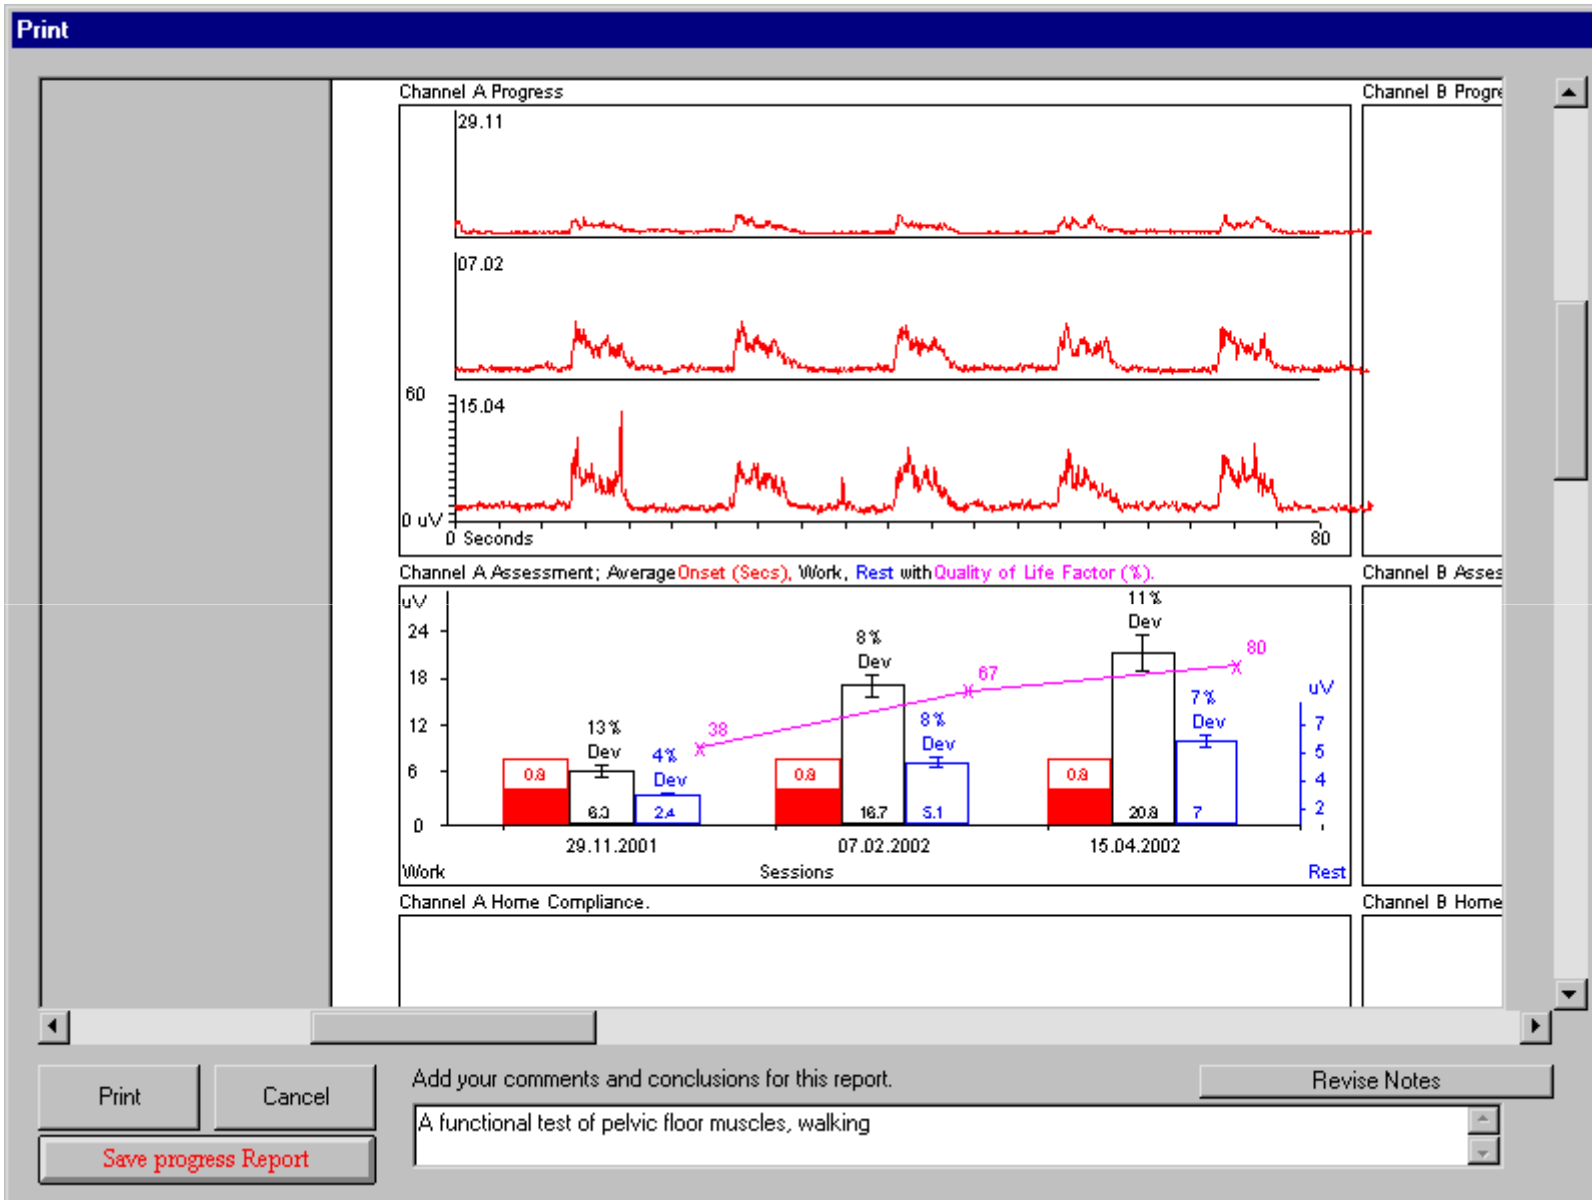 Print
Channel A Progress
Channel B Progre
29.11
07.02
60
15.04
0 uV
0 Seconds
80
Channel A Assessment; Average Onset (Secs), Work, Rest with Quality of Life Factor (%).
Channel B Asses
uV
24
18
12
6
0
13%
Dev
4%
Dev
38
8%
Dev
8%
Dev
67
11%
Dev
7%
Dev
80
uV
7
5
4
2
0.8
6.3
2.4
0.8
16.7
5.1
0.8
20.8
7
29.11.2001
07.02.2002
15.04.2002
Work
Sessions
Rest
Channel A Home Compliance.
Channel B Home
Print
Cancel
Save progress Report
Add your comments and conclusions for this report.
Revise Notes
A functional test of pelvic floor muscles, walking